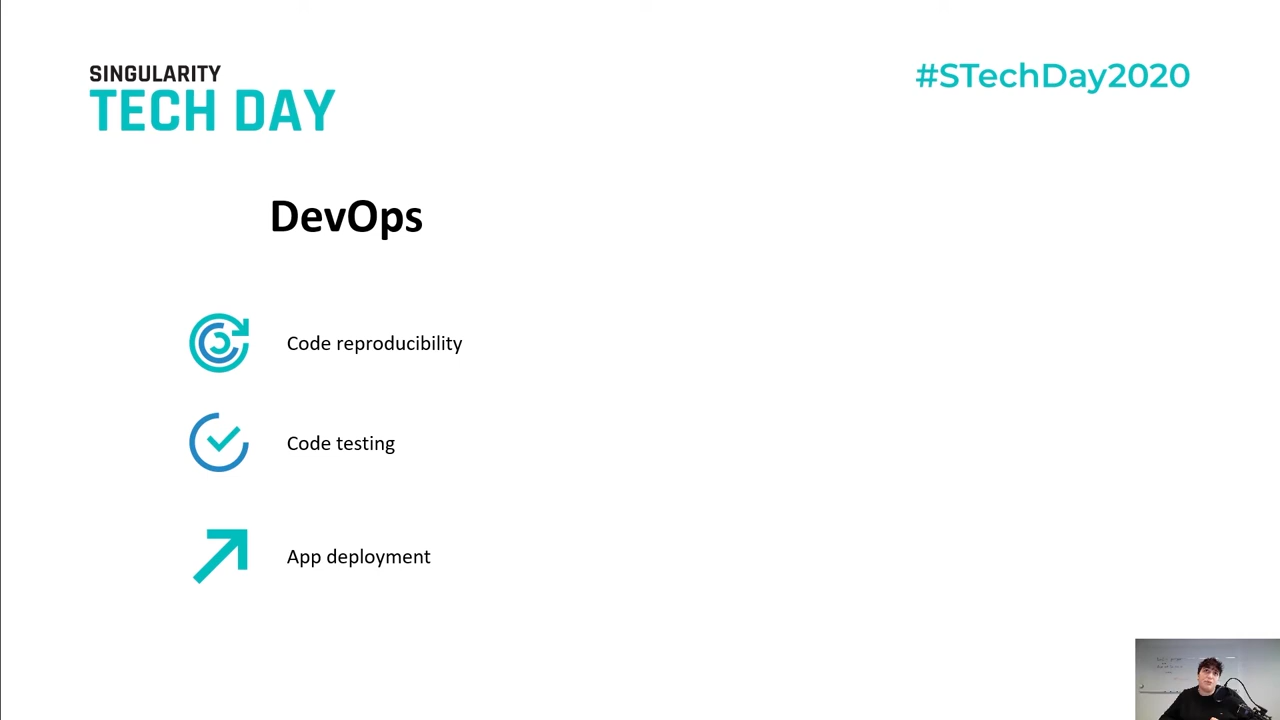 SINGULARITY
TECH DAY
#STechDay2020
DevOps
Code reproducibility
Code testing
App deployment